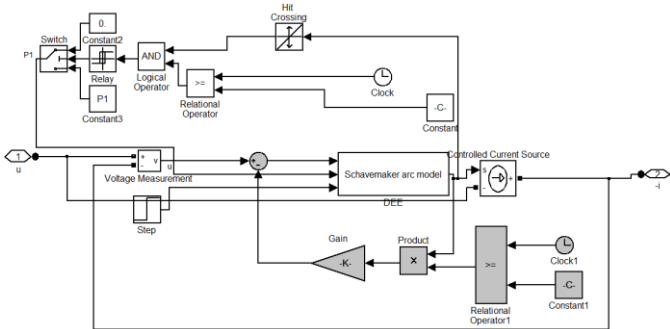 Hit
Crossing
0.
Switch
Constant2
P1
AND
Relay
Logical
Operator
>=
Clock
P1
Relational
Operator
-C-
Constant3
Constant
1
u
+
-
v
Voltage Measurement
u
+
-
Schavemaker arc model
DEE
Controlled Current Source
s
-
+
2
-i
Step
Gain
-K-
Product
x
>=
Clock1
-C-
Constant1
Relational
Operator1